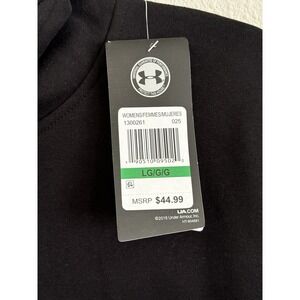 WOMENS/FEMMES/MUJERES
1300261 025
LG/G/G
MSRP $44.99
UA.COM
©2016 Under Armour, Inc.